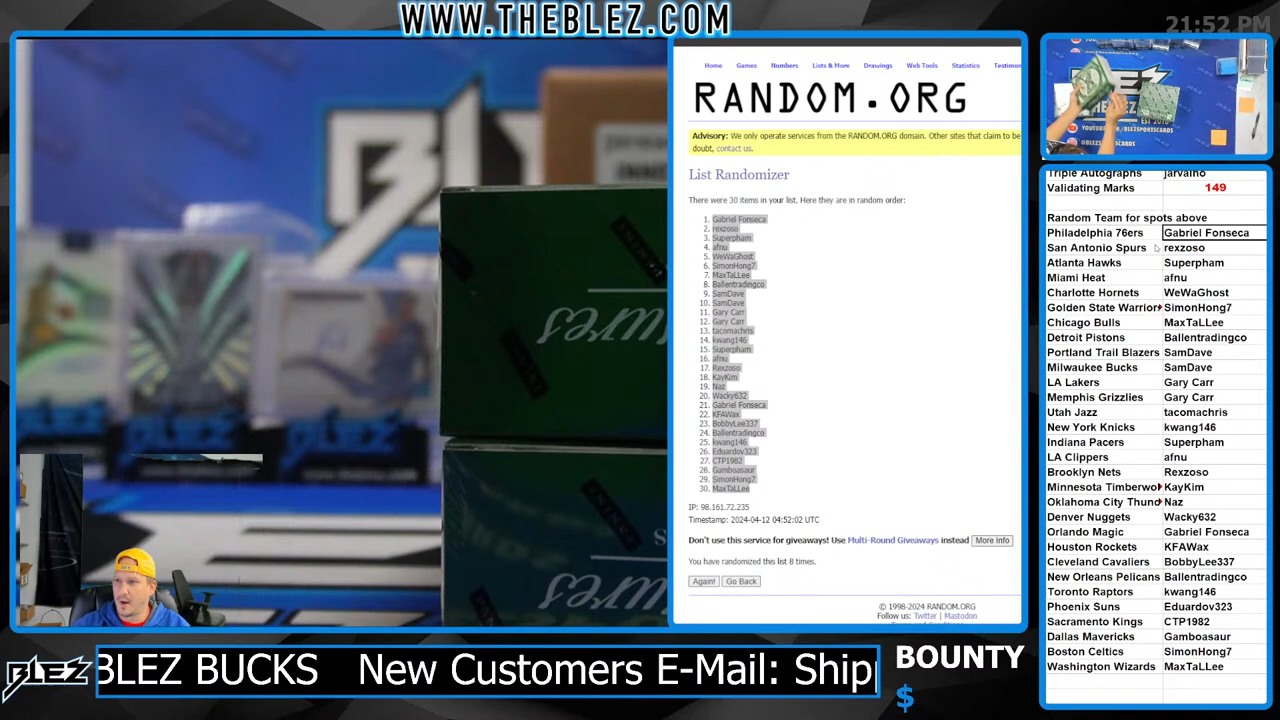 WWW.THEBLEZ.COM
21:52 PM
Home Games Numbers Lists & More Drawings Web Tools Statistics Testimon
RANDOM.ORG
Advisory: We only operate services from the RANDOM.ORG domain. Other sites that claim to be
doubt, contact us.
List Randomizer
There were 30 items in your list. Here they are in random order:
1. Gabriel Fonseca
2. rexzoso
3. Superpham
4. afnu
5. WeWaGhost
6. SimonHong7
7. MaxTaLLee
8. Ballentradingco
9. SamDave
10. SamDave
11. Gary Carr
12. Gary Carr
13. tacomachris
14. kwang146
15. Superpham
16. afnu
17. Rexzoso
18. KayKim
19. Naz
20. Wacky632
21. Gabriel Fonseca
22. KFAWax
23. BobbyLee337
24. Ballentradingco
25. kwang146
26. Eduardov323
27. CTP1982
28. Gamboasaur
29. SimonHong7
30. MaxTaLLee
IP: 98.161.72.235
Timestamp: 2024-04-12 04:52:02 UTC
Don't use this service for giveaways! Use Multi-Round Giveaways instead More Info
You have randomized this list 8 times.
Again! Go Back
© 1998-2024 RANDOM.ORG
Follow us: Twitter | Mastodon
BLEZ
THE BLEZ
EST 2010
YOUTUBE.COM/BLEZSPORTSCARDS
@BLEZSCARDS
Triple Autographs jarvalho
Validating Marks 149
Random Team for spots above
Philadelphia 76ers Gabriel Fonseca
San Antonio Spurs rexzoso
Atlanta Hawks Superpham
Miami Heat afnu
Charlotte Hornets WeWaGhost
Golden State Warrior SimonHong7
Chicago Bulls MaxTaLLee
Detroit Pistons Ballentradingco
Portland Trail Blazers SamDave
Milwaukee Bucks SamDave
LA Lakers Gary Carr
Memphis Grizzlies Gary Carr
Utah Jazz tacomachris
New York Knicks kwang146
Indiana Pacers Superpham
LA Clippers afnu
Brooklyn Nets Rexzoso
Minnesota Timberwo KayKim
Oklahoma City Thun Naz
Denver Nuggets Wacky632
Orlando Magic Gabriel Fonseca
Houston Rockets KFAWax
Cleveland Cavaliers BobbyLee337
New Orleans Pelicans Ballentradingco
Toronto Raptors kwang146
Phoenix Suns Eduardov323
Sacramento Kings CTP1982
Dallas Mavericks Gamboasaur
Boston Celtics SimonHong7
Washington Wizards MaxTaLLee
BLEZ
BLEZ BUCKS New Customers E-Mail: Ship
BOUNTY
$